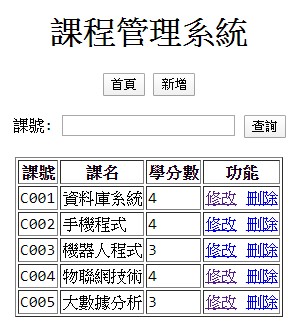 課程管理系統
首頁 新增
課號: 查詢
課號 課名 學分數 功能
C001 資料庫系統 4 修改 刪除
C002 手機程式 4 修改 刪除
C003 機器人程式 3 修改 刪除
C004 物聯網技術 4 修改 刪除
C005 大數據分析 3 修改 刪除